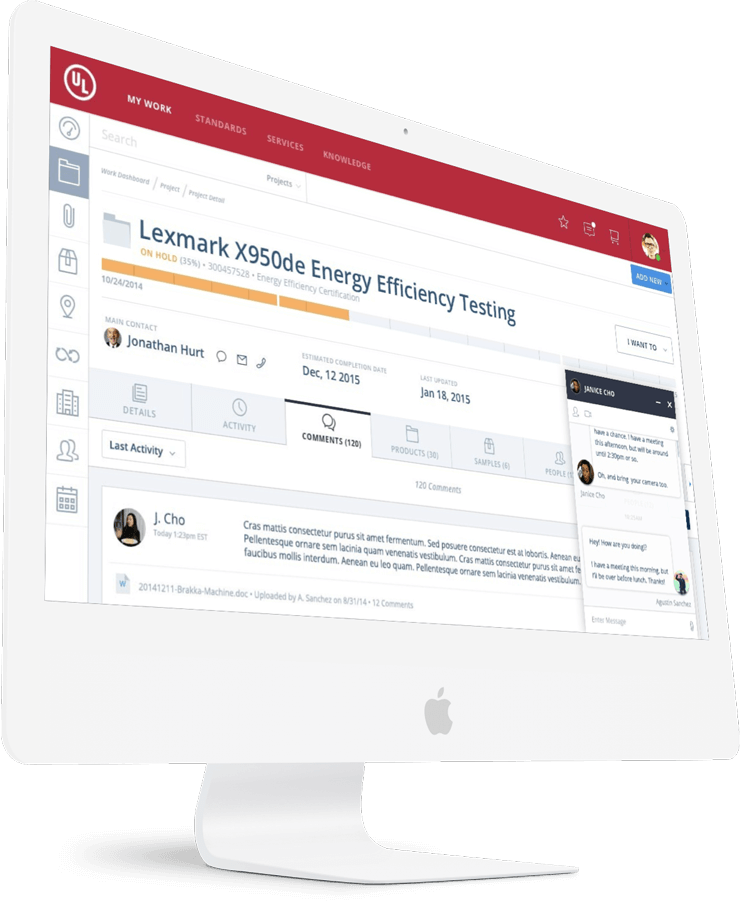 UL
MY WORK
STANDARDS
SERVICES
KNOWLEDGE
Search
Projects
Work Dashboard / Project / Project Detail
Lexmark X950de Energy Efficiency Testing
ON HOLD (35%) • 300457528 • Energy Efficiency Certification
10/24/2014
ADD NEW
I WANT TO
MAIN CONTACT
Jonathan Hurt
ESTIMATED COMPLETION DATE
Dec, 12 2015
LAST UPDATED
Jan 18, 2015
DETAILS
ACTIVITY
COMMENTS (120)
PRODUCTS (30)
SAMPLES (6)
PEOPLE (1
Last Activity
120 Comments
J. Cho
Today 1:23pm EST
Cras mattis consectetur purus sit amet fermentum. Sed posuere consectetur est at lobortis. Aenean eu
Pellentesque ornare sem lacinia quam venenatis vestibulum. Cras mattis consectetur purus sit amet fe
faucibus mollis interdum. Aenean eu leo quam. Pellentesque ornare sem lacinia quam venenatis vestibulum.
W
20141211-Brakka-Machine.doc • Uploaded by A. Sanchez on 8/31/14 • 12 Comments
JANICE CHO
have a chance. I have a meeting
this afternoon, but will be around
until 2:30pm or so.
Oh, and bring your camera too.
Janice Cho
Hey! How are you doing?
I have a meeting this morning, but
I'll be over before lunch. Thanks!
Agustin Sanchez
Enter Message